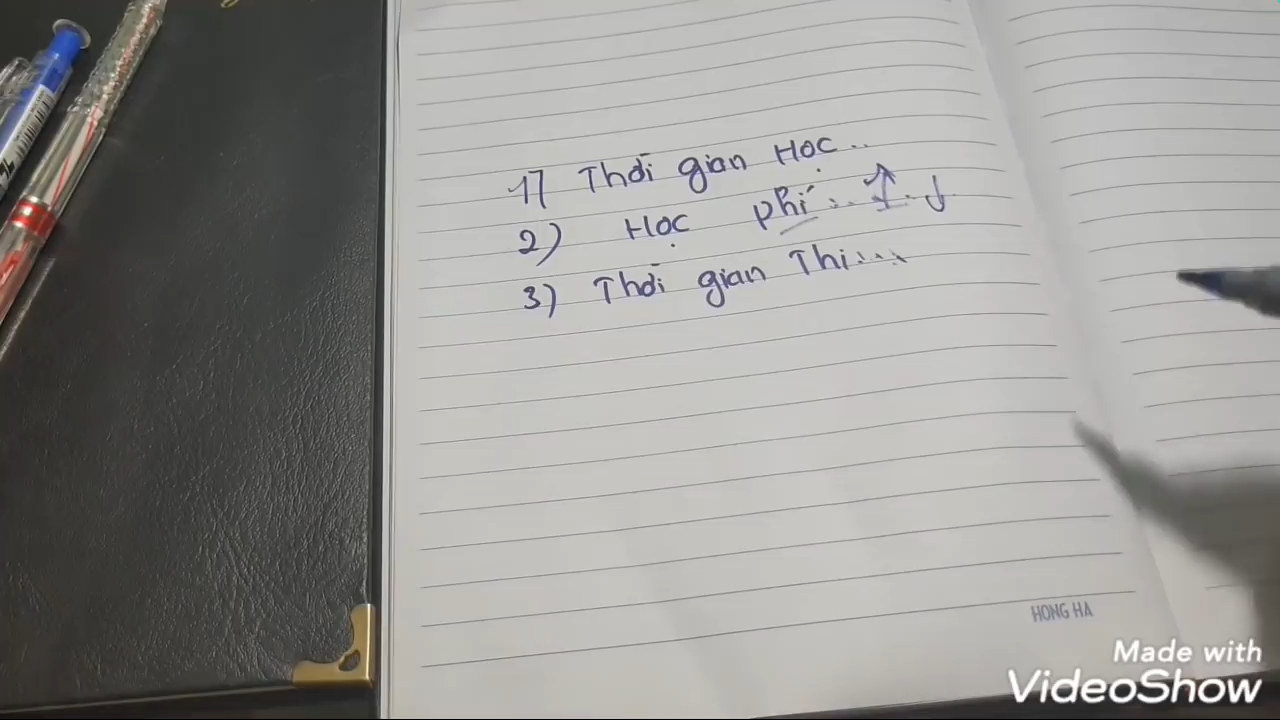 1) Thời gian Học..
2) Học phí... ↑. ↓
3) Thời gian Thi....
HONG HA
Made with
VideoShow